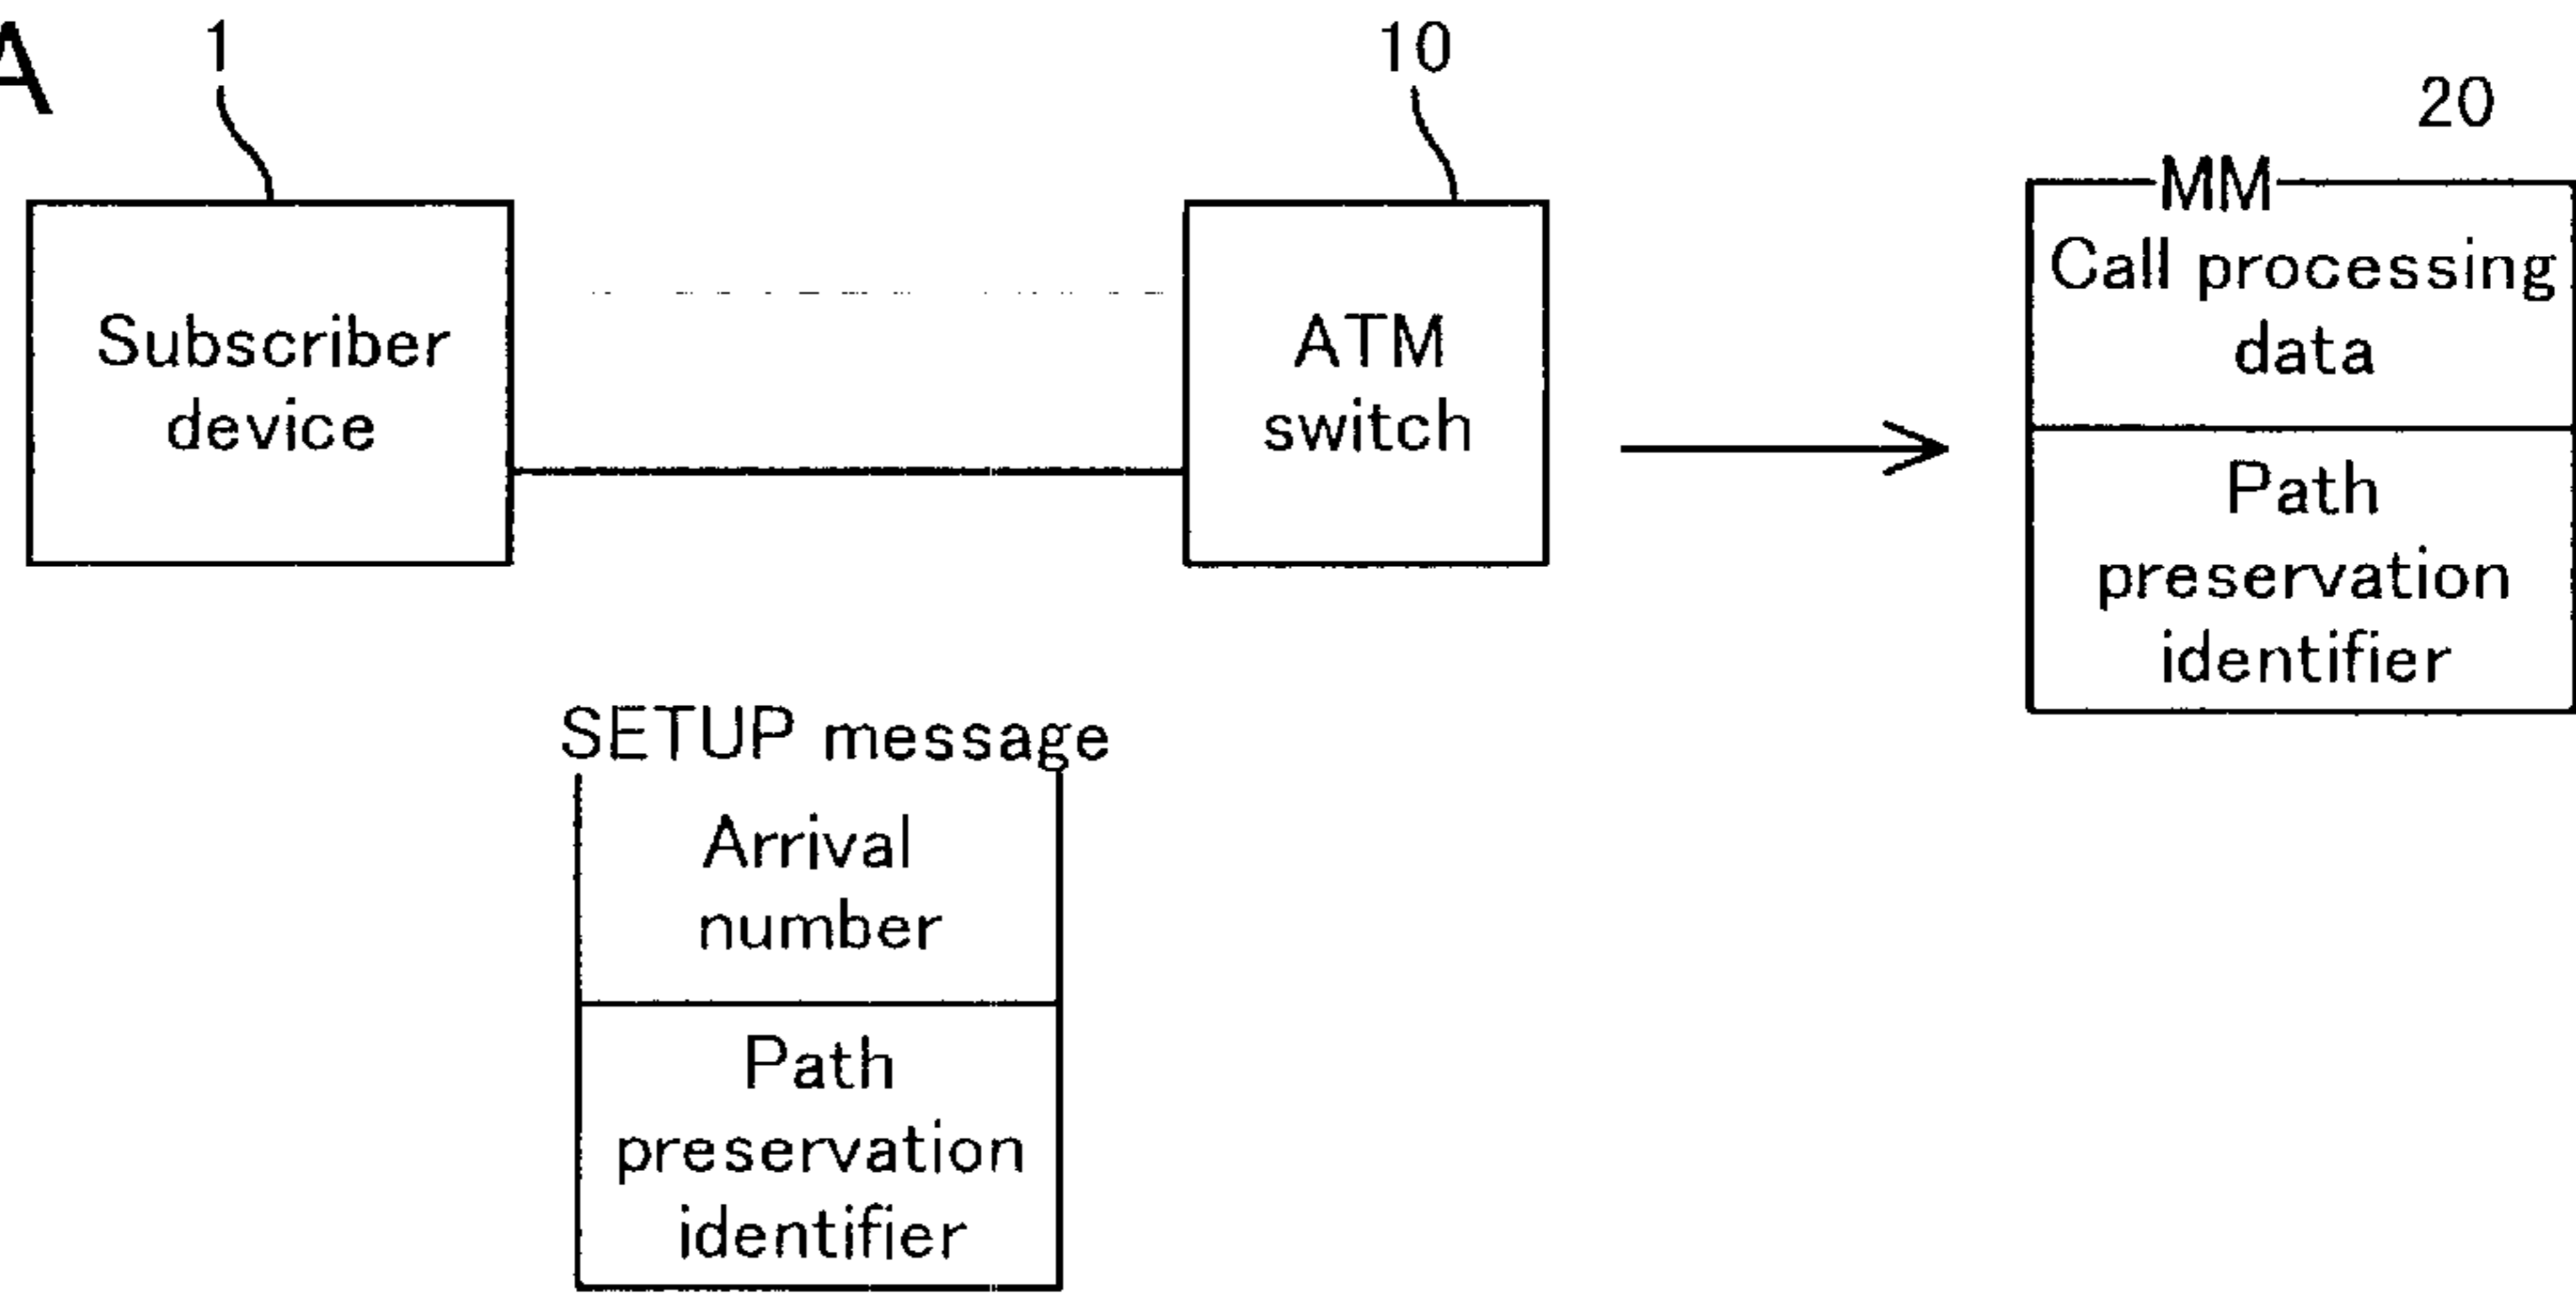 A
1
10
20
Subscriber
device
ATM
switch
MM
Call processing
data
Path
preservation
identifier
SETUP message
Arrival
number
Path
preservation
identifier